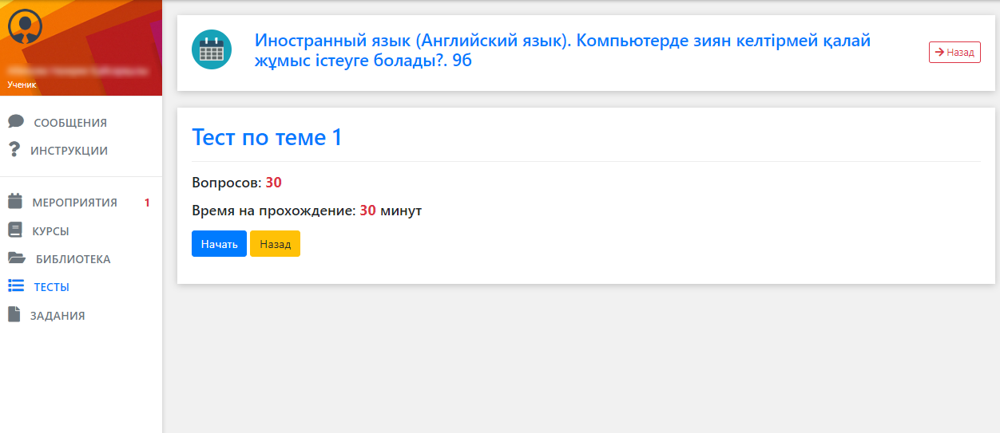 Ученик
СООБЩЕНИЯ
ИНСТРУКЦИИ
МЕРОПРИЯТИЯ 1
КУРСЫ
БИБЛИОТЕКА
ТЕСТЫ
ЗАДАНИЯ
Иностранный язык (Английский язык). Компьютерде зиян келтірмей қалай
жұмыс істеуге болады?. 9б
Назад
Тест по теме 1
Вопросов: 30
Время на прохождение: 30 минут
Начать Назад